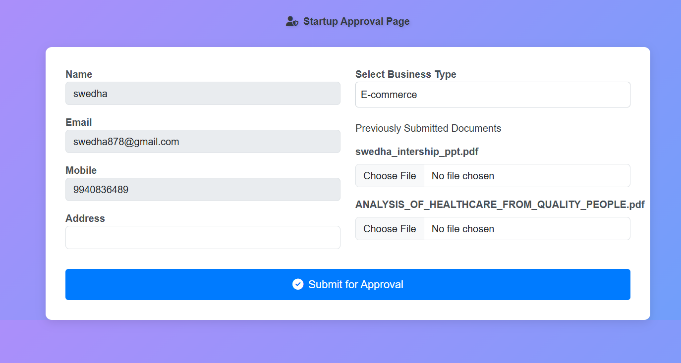 Startup Approval Page
Name
swedha
Email
swedha878@gmail.com
Mobile
9940836489
Address
Select Business Type
E-commerce
Previously Submitted Documents
swedha_intership_ppt.pdf
Choose File No file chosen
ANALYSIS_OF_HEALTHCARE_FROM_QUALITY_PEOPLE.pdf
Choose File No file chosen
Submit for Approval